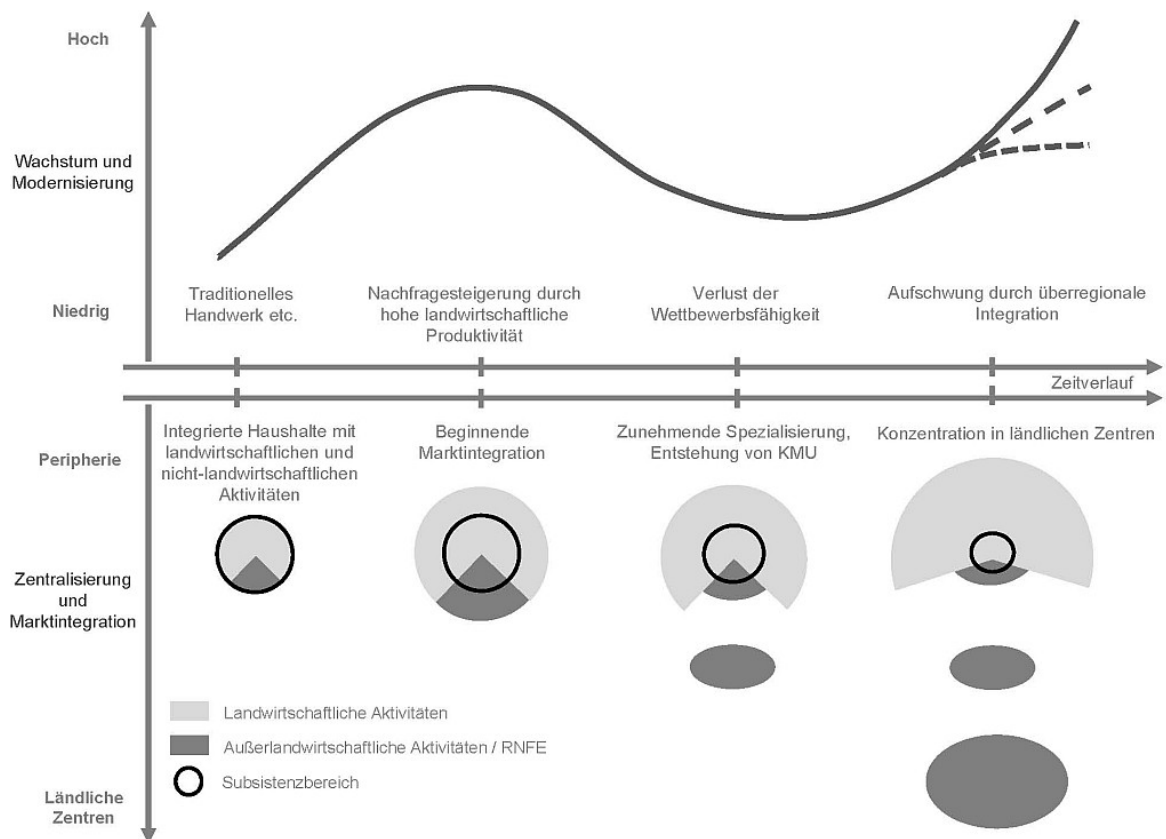 Hoch
Wachstum und
Modernisierung
Niedrig
Traditionelles
Handwerk etc.
Nachfragesteigerung durch
hohe landwirtschaftliche
Produktivität
Verlust der
Wettbewerbsfähigkeit
Aufschwung durch überregionale
Integration
Zeitverlauf
Peripherie
Integrierte Haushalte mit
landwirtschaftlichen und
nicht-landwirtschaftlichen
Aktivitäten
Beginnende
Marktintegration
Zunehmende Spezialisierung,
Entstehung von KMU
Konzentration in ländlichen Zentren
Zentralisierung
und
Marktintegration
Landwirtschaftliche Aktivitäten
Außerlandwirtschaftliche Aktivitäten / RNFE
Subsistenzbereich
Ländliche
Zentren